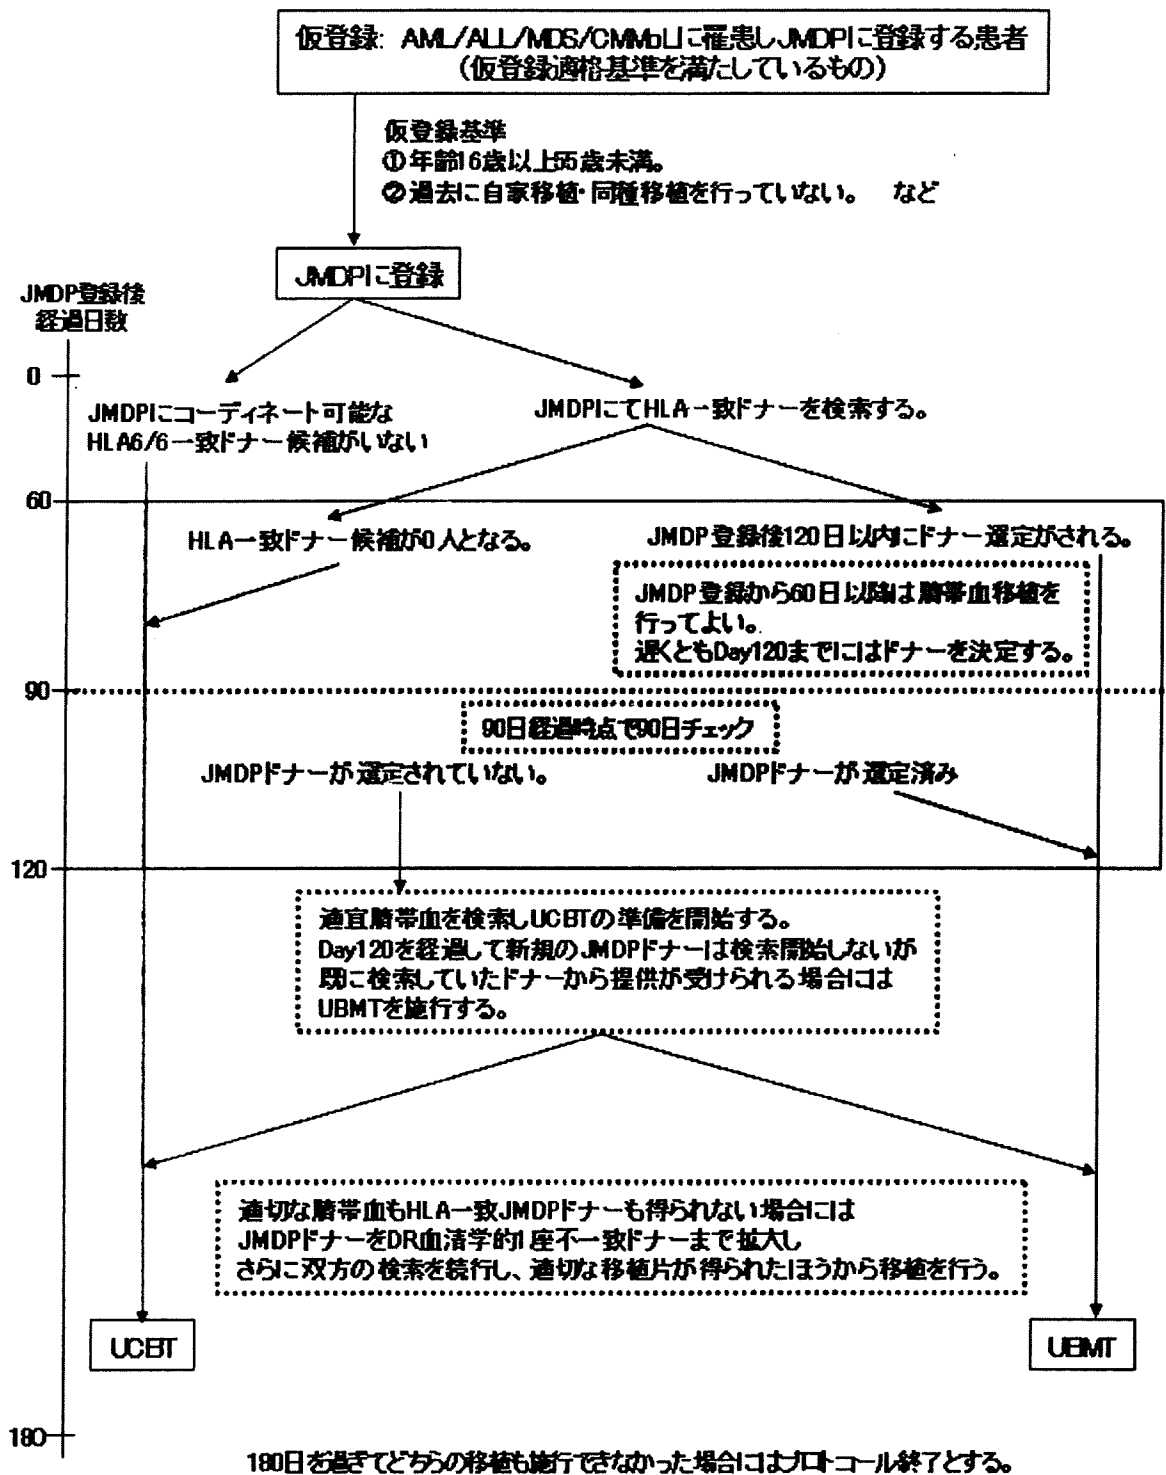 仮登録: AML/ALL/MDS/CMMoLに罹患しJMDPに登録する患者
(仮登録適格基準を満たしているもの)
仮登録基準
①年齢16歳以上55歳未満。
②過去に自家移植・同種移植を行っていない。 など
JMDPに登録
JMDP登録後
経過日数
0
JMDPにコーディネート可能な
HLA6/6一致ドナー候補がいない
JMDPにてHLA一致ドナーを検索する。
60
HLA一致ドナー候補が0人となる。
JMDP登録後120日以内にドナー選定がされる。
JMDP登録から60日以降は臍帯血移植を
行ってよい。
遅くともDay120までにはドナーを決定する。
90
90日経過時点で90日チェック
JMDPドナーが選定されていない。
JMDPドナーが選定済み
120
適宜臍帯血を検索しUCBTの準備を開始する。
Day120を経過して新規のJMDPドナーは検索開始しないが
既に検索していたドナーから提供が受けられる場合には
UBMTを施行する。
適切な臍帯血もHLA一致JMDPドナーも得られない場合には
JMDPドナーをDR血清学的1座不一致ドナーまで拡大し
さらに双方の検索を続行し、適切な移植片が得られたほうから移植を行う。
UCBT
UBMT
180
180日を過ぎてどちらの移植も施行できなかった場合にはプロトコール終了とする。